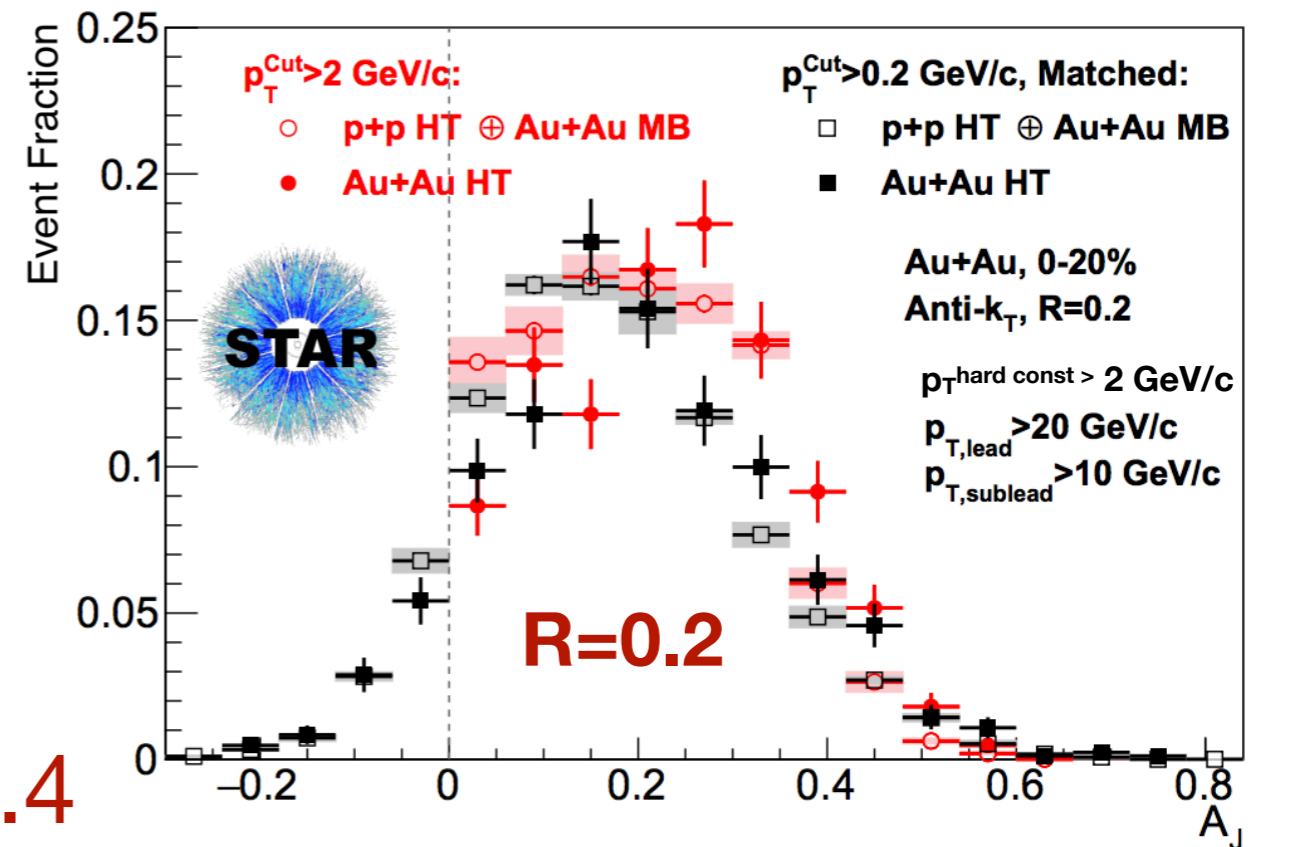 0.25
0.2
0.15
0.1
0.05
0
Event Fraction
p_T^Cut>2 GeV/c:
p+p HT ⊕ Au+Au MB
Au+Au HT
p_T^Cut>0.2 GeV/c, Matched:
p+p HT ⊕ Au+Au MB
Au+Au HT
Au+Au, 0-20%
Anti-k_T, R=0.2
p_T^hard const > 2 GeV/c
p_T,lead>20 GeV/c
p_T,sublead>10 GeV/c
STAR
R=0.2
−0.2 0 0.2 0.4 0.6 0.8
A_J
.4